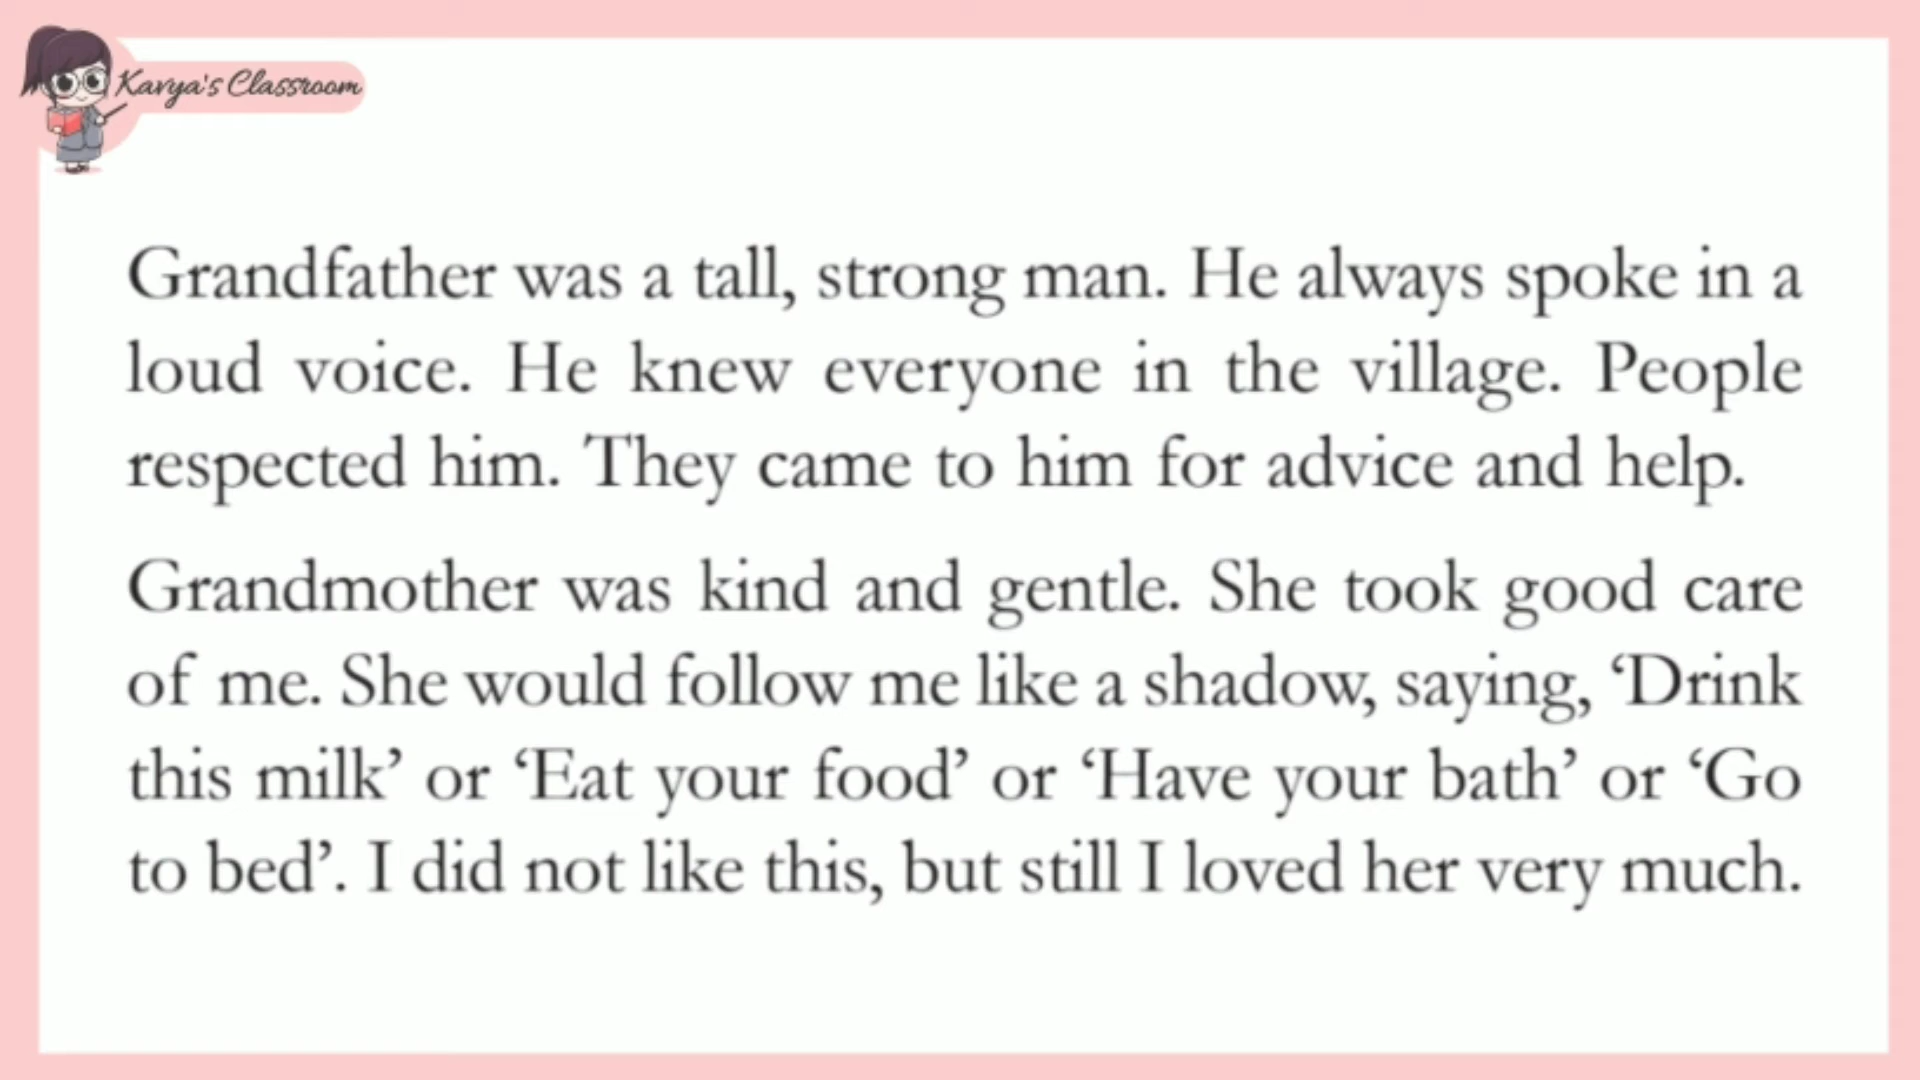 Kavya's Classroom
Grandfather was a tall, strong man. He always spoke in a
loud voice. He knew everyone in the village. People
respected him. They came to him for advice and help.
Grandmother was kind and gentle. She took good care
of me. She would follow me like a shadow, saying, ‘Drink
this milk’ or ‘Eat your food’ or ‘Have your bath’ or ‘Go
to bed’. I did not like this, but still I loved her very much.